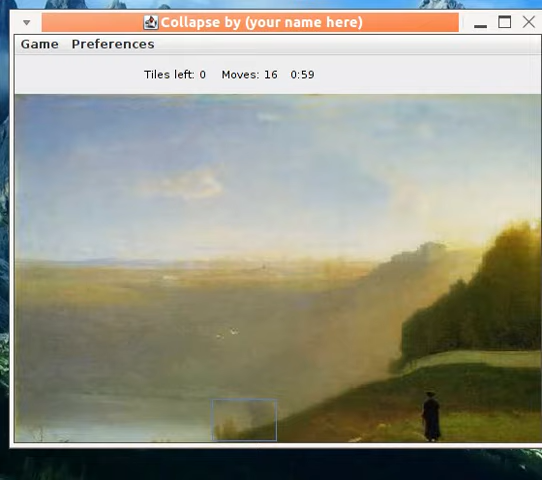 Collapse by (your name here)
Game Preferences
Tiles left: 0 Moves: 16 0:59